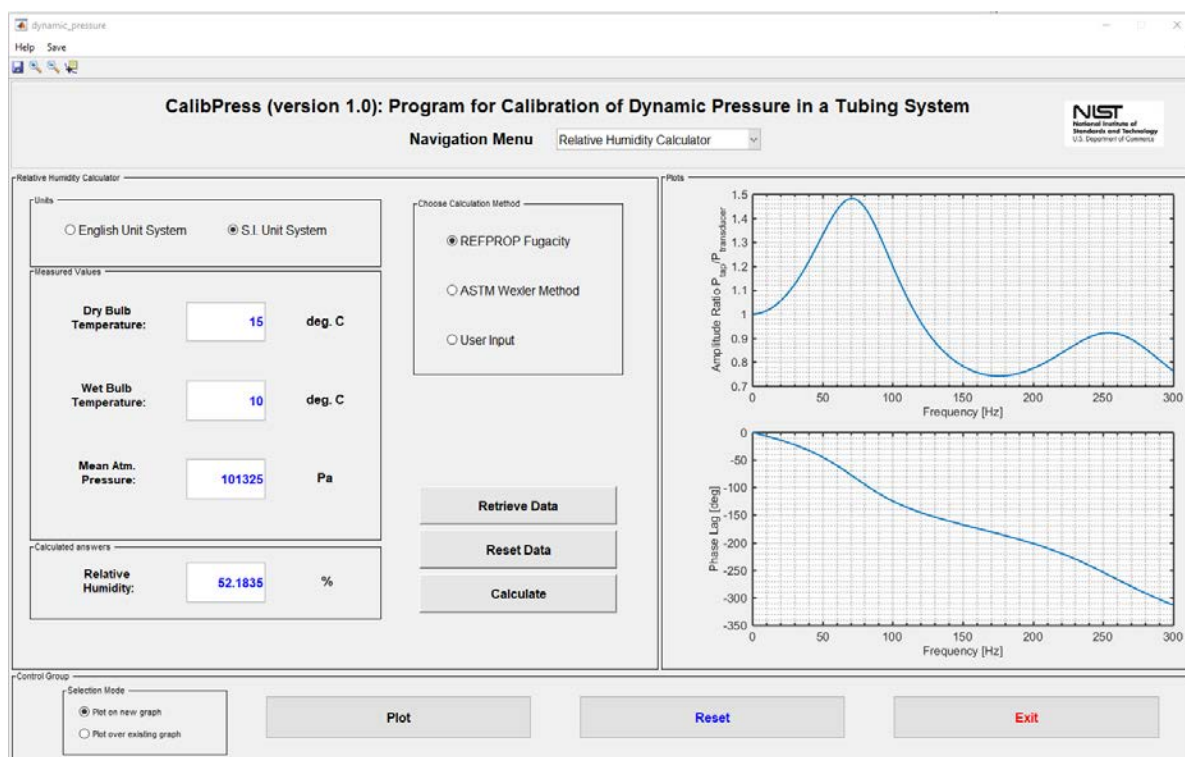 dynamic_pressure
Help Save
CalibPress (version 1.0): Program for Calibration of Dynamic Pressure in a Tubing System
NIST
National Institute of
Standards and Technology
U.S. Department of Commerce
Navigation Menu Relative Humidity Calculator
Relative Humidity Calculator
Units
English Unit System S.I. Unit System
Measured Values
Dry Bulb
Temperature: 15 deg. C
Wet Bulb
Temperature: 10 deg. C
Mean Atm.
Pressure: 101325 Pa
Calculated answers
Relative
Humidity: 52.1835 %
Choose Calculation Method
REFPROP Fugacity
ASTM Wexler Method
User Input
Retrieve Data
Reset Data
Calculate
Plots
Amplitude Ratio P_tap/P_transducer
1.5
1.4
1.3
1.2
1.1
1
0.9
0.8
0.7
0 50 100 150 200 250 300
Frequency [Hz]
Phase Lag [deg]
0
-50
-100
-150
-200
-250
-300
-350
0 50 100 150 200 250 300
Frequency [Hz]
Control Group
Selection Mode
Plot on new graph
Plot over existing graph
Plot
Reset
Exit